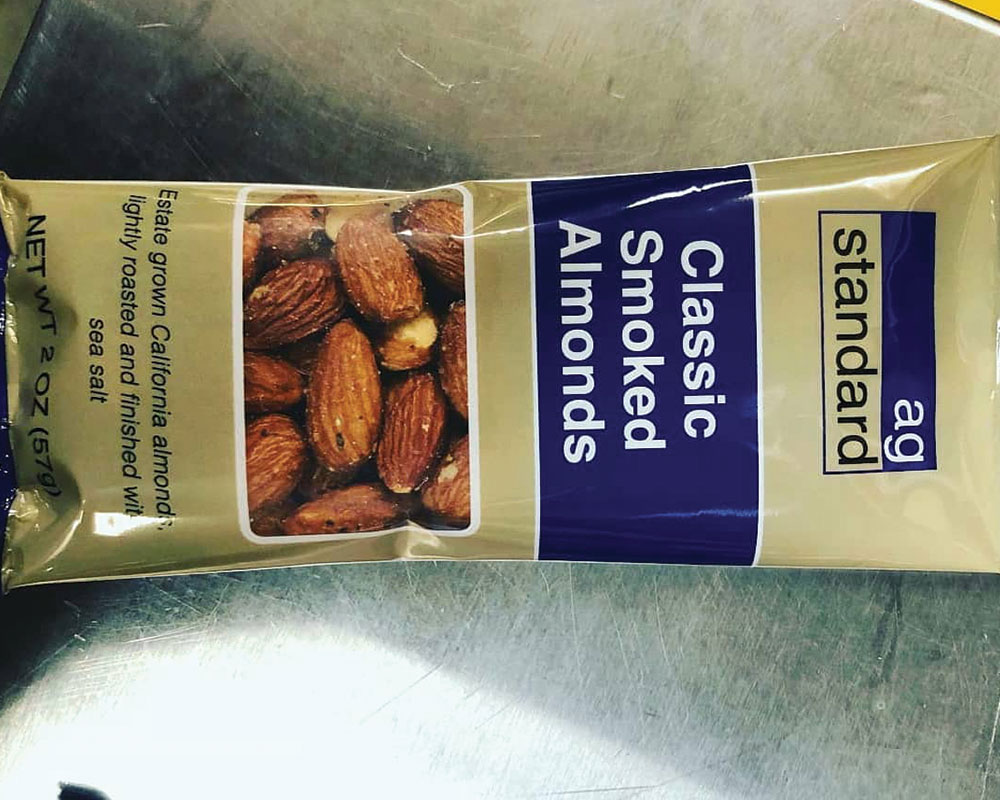 ag
standard
Classic
Smoked
Almonds
Estate grown California almonds,
lightly roasted and finished with
sea salt
NET WT 2 OZ (57g)